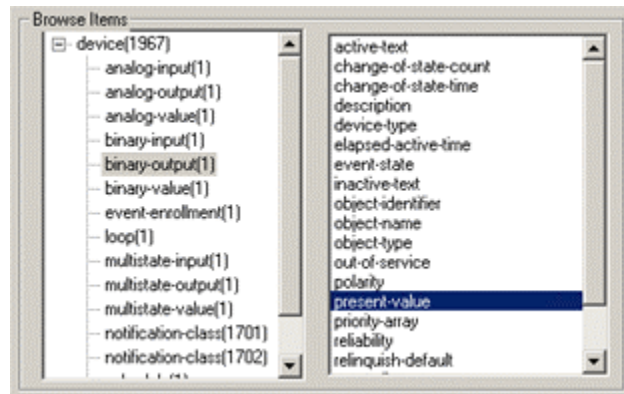 Browse Items
device(1967)
analog-input(1)
analog-output(1)
analog-value(1)
binary-input(1)
binary-output(1)
binary-value(1)
event-enrollment(1)
loop(1)
multistate-input(1)
multistate-output(1)
multistate-value(1)
notification-class(1701)
notification-class(1702)
active-text
change-of-state-count
change-of-state-time
description
device-type
elapsed-active-time
event-state
inactive-text
object-identifier
object-name
object-type
out-of-service
polarity
present-value
priority-array
reliability
relinquish-default